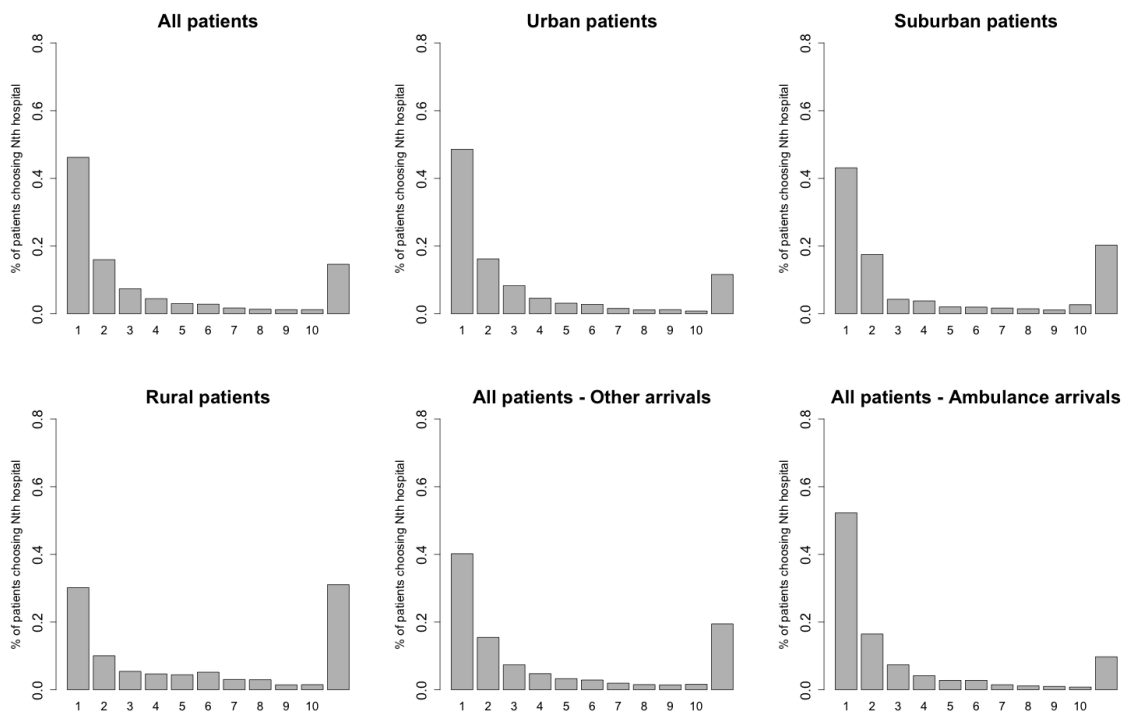 All patients
% of patients choosing Nth hospital
0.0 0.2 0.4 0.6 0.8
1 2 3 4 5 6 7 8 9 10
Urban patients
% of patients choosing Nth hospital
0.0 0.2 0.4 0.6 0.8
1 2 3 4 5 6 7 8 9 10
Suburban patients
% of patients choosing Nth hospital
0.0 0.2 0.4 0.6 0.8
1 2 3 4 5 6 7 8 9 10
Rural patients
% of patients choosing Nth hospital
0.0 0.2 0.4 0.6 0.8
1 2 3 4 5 6 7 8 9 10
All patients - Other arrivals
% of patients choosing Nth hospital
0.0 0.2 0.4 0.6 0.8
1 2 3 4 5 6 7 8 9 10
All patients - Ambulance arrivals
% of patients choosing Nth hospital
0.0 0.2 0.4 0.6 0.8
1 2 3 4 5 6 7 8 9 10